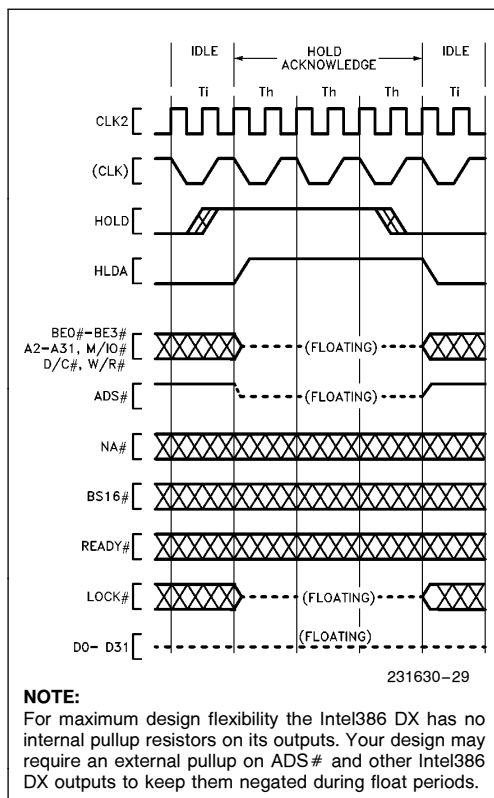 IDLE HOLD ACKNOWLEDGE IDLE
Ti Th Th Th Ti
CLK2
(CLK)
HOLD
HLDA
BE0#–BE3#
A2–A31, M/IO# (FLOATING)
D/C#, W/R#
ADS# (FLOATING)
NA#
BS16#
READY#
LOCK# (FLOATING)
(FLOATING)
D0– D31
231630–29
NOTE:
For maximum design flexibility the Intel386 DX has no
internal pullup resistors on its outputs. Your design may
require an external pullup on ADS# and other Intel386
DX outputs to keep them negated during float periods.